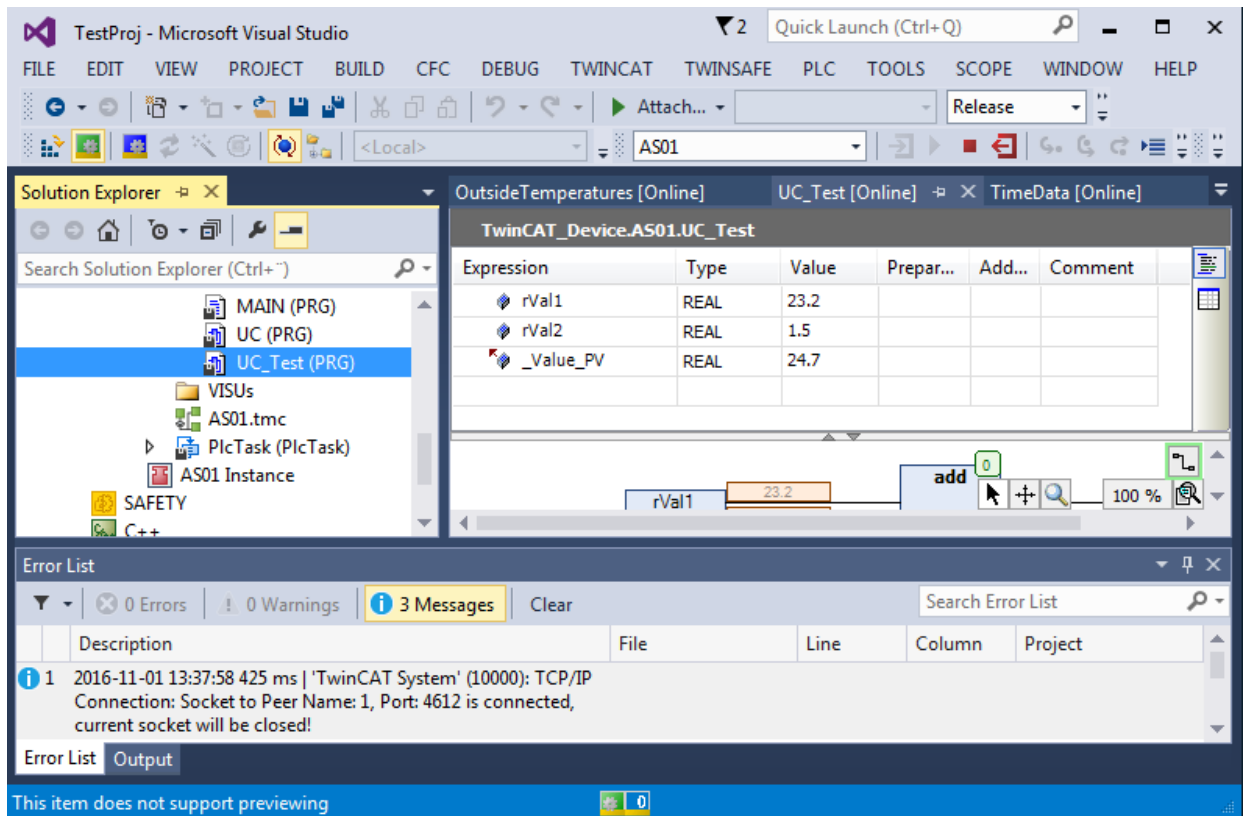 TestProj - Microsoft Visual Studio 2 Quick Launch (Ctrl+Q)
FILE EDIT VIEW PROJECT BUILD CFC DEBUG TWINCAT TWINSAFE PLC TOOLS SCOPE WINDOW HELP
Attach... Release
<Local> AS01
Solution Explorer
Search Solution Explorer (Ctrl+¨)
MAIN (PRG)
UC (PRG)
UC_Test (PRG)
VISUs
AS01.tmc
PlcTask (PlcTask)
AS01 Instance
SAFETY
C++
OutsideTemperatures [Online] UC_Test [Online] TimeData [Online]
TwinCAT_Device.AS01.UC_Test
Expression Type Value Prepar... Add... Comment
rVal1 REAL 23.2
rVal2 REAL 1.5
_Value_PV REAL 24.7
add 0
rVal1 23.2
100 %
Error List
0 Errors 0 Warnings 3 Messages Clear Search Error List
Description File Line Column Project
1 2016-11-01 13:37:58 425 ms | 'TwinCAT System' (10000): TCP/IP
Connection: Socket to Peer Name: 1, Port: 4612 is connected,
current socket will be closed!
Error List Output
This item does not support previewing 0